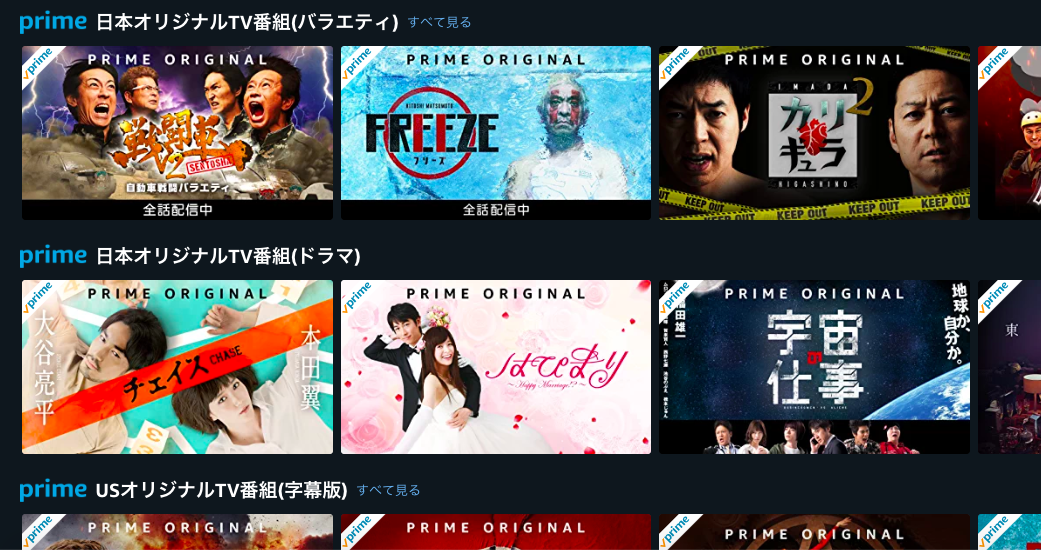 prime 日本オリジナルTV番組(バラエティ) すべて見る
prime
PRIME ORIGINAL
戦闘車2
SENTOSHA
自動車戦闘バラエティ
全話配信中
prime
PRIME ORIGINAL
HITOSHI MATSUMOTO
FREEZE
フリーズ
全話配信中
prime
PRIME ORIGINAL
IMADA
カリギュラ2
HIGASHINO
KEEP OUT
KEEP OUT
KEEP OUT
KEEP OUT
prime
prime 日本オリジナルTV番組(ドラマ)
prime
PRIME ORIGINAL
大谷亮平
チェイス CHASE
本田翼
prime
PRIME ORIGINAL
はぴまり
~Happy Marriage!?~
prime
PRIME ORIGINAL
福田雄一
宇宙の仕事
地球か、自分か。
prime
東
prime USオリジナルTV番組(字幕版) すべて見る
prime
PRIME ORIGINAL
prime
PRIME ORIGINAL
prime
PRIME ORIGINAL
prime